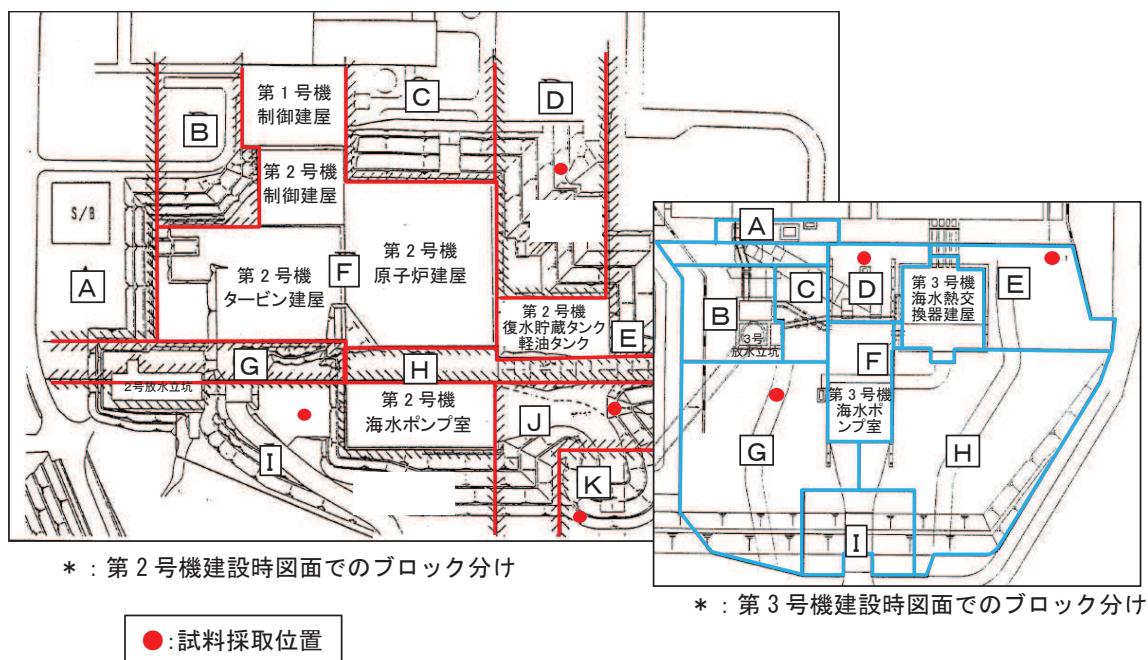 第1号機
制御建屋
C
D
B
第2号機
制御建屋
S/B
第2号機
タービン建屋
F
第2号機
原子炉建屋
A
第2号機
復水貯蔵タンク
軽油タンク
E
G
H
2号放水立坑
第2号機
海水ポンプ室
J
I
K
*：第2号機建設時図面でのブロック分け
A
E
C
D
第3号機
海水熱交
換器建屋
B
3号
放水立坑
F
第3号機
海水ポ
ンプ室
G
H
I
*：第3号機建設時図面でのブロック分け
●:試料採取位置